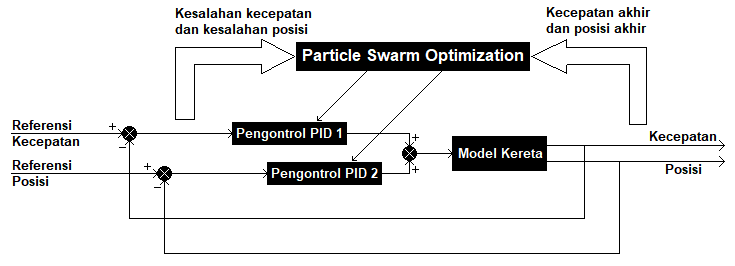 Kesalahan kecepatan
dan kesalahan posisi
Kecepatan akhir
dan posisi akhir
Particle Swarm Optimization
Referensi
Kecepatan
+
−
Pengontrol PID 1
+
Kecepatan
Model Kereta
Referensi
Posisi
+
−
Pengontrol PID 2
+
Posisi